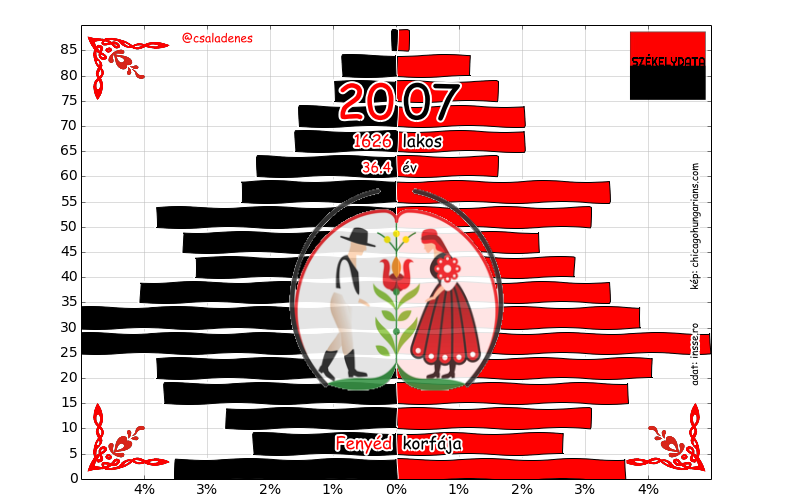 @csaladenes
SZÉKELYDATA
2007
1626 lakos
36.4 év
kép: chicagohungarians.com
adat: insse.ro
Fenyéd korfája
85
80
75
70
65
60
55
50
45
40
35
30
25
20
15
10
5
0
4% 3% 2% 1% 0% 1% 2% 3% 4%